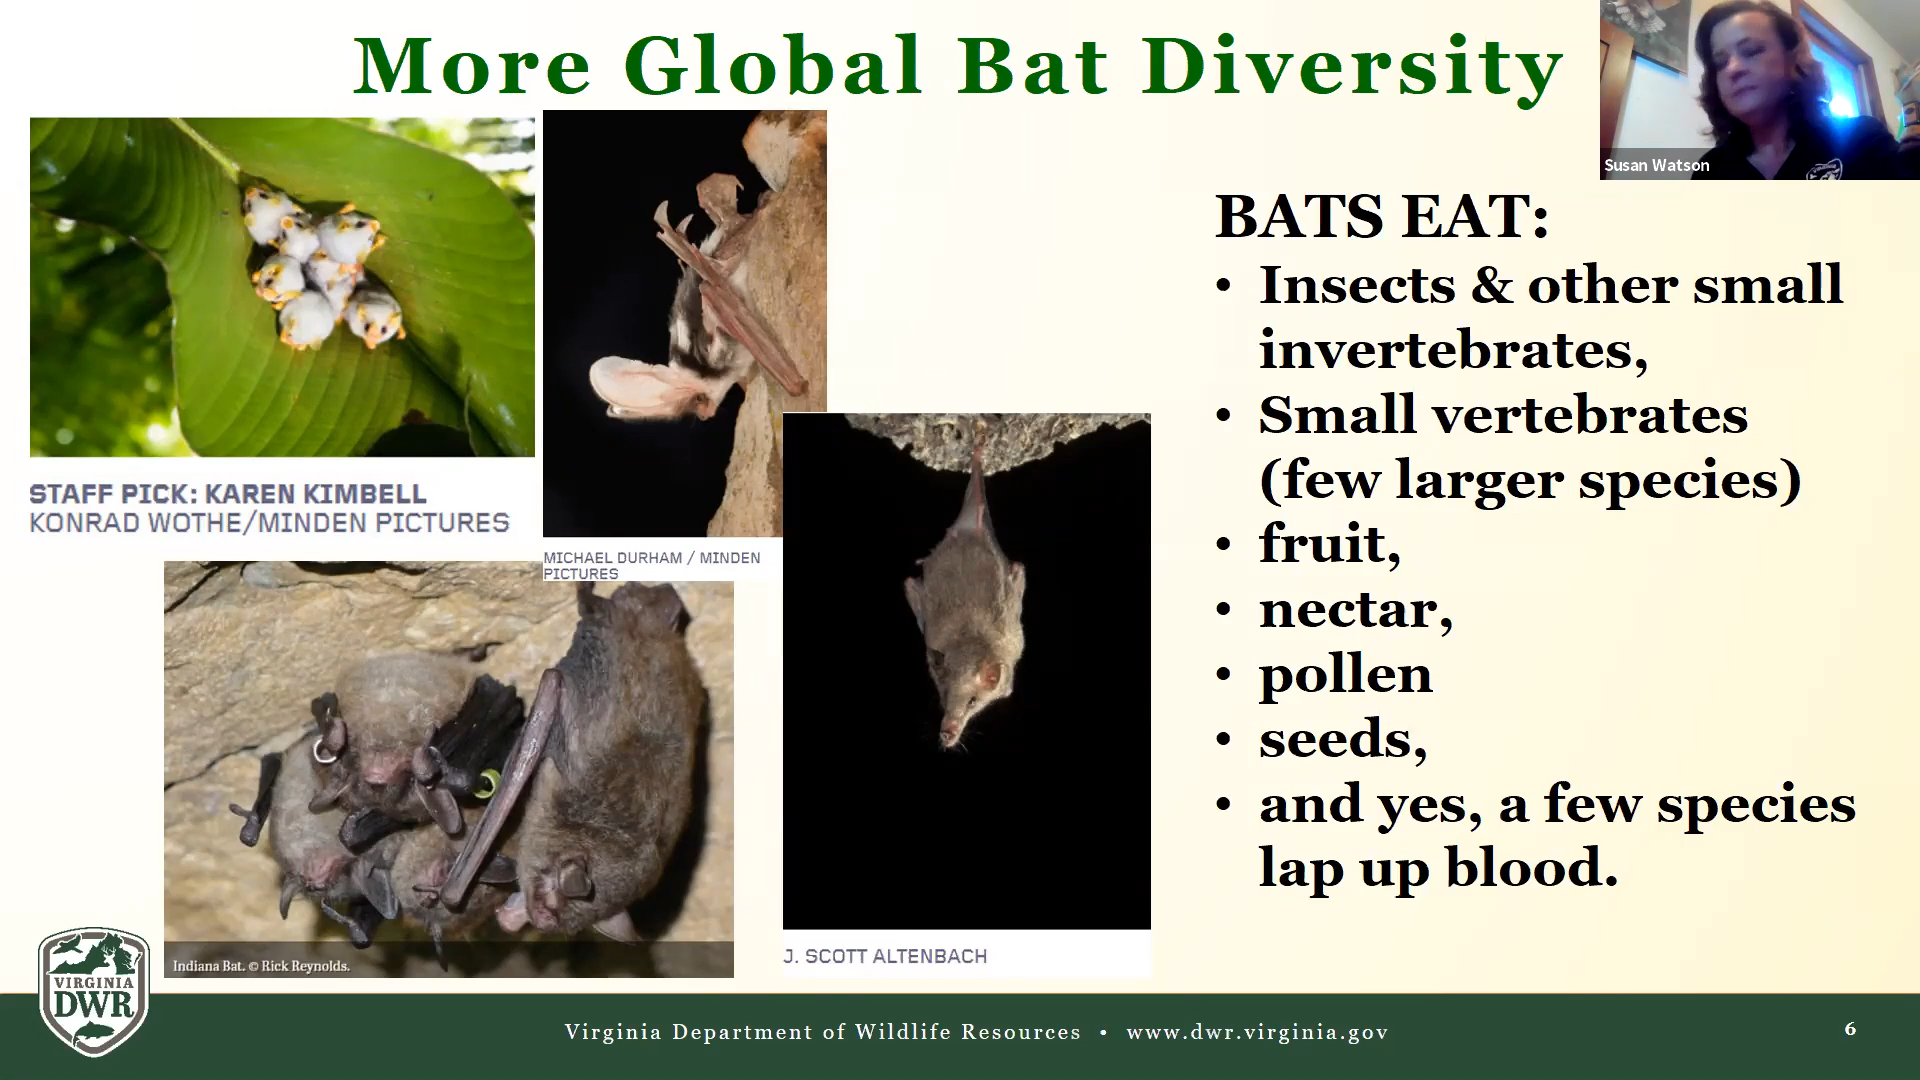 More Global Bat Diversity
Susan Watson
STAFF PICK: KAREN KIMBELL
KONRAD WOTHE/MINDEN PICTURES
MICHAEL DURHAM / MINDEN
PICTURES
Indiana Bat. © Rick Reynolds.
J. SCOTT ALTENBACH
BATS EAT:
• Insects & other small
invertebrates,
• Small vertebrates
(few larger species)
• fruit,
• nectar,
• pollen
• seeds,
• and yes, a few species
lap up blood.
VIRGINIA
DWR
Virginia Department of Wildlife Resources • www.dwr.virginia.gov
6